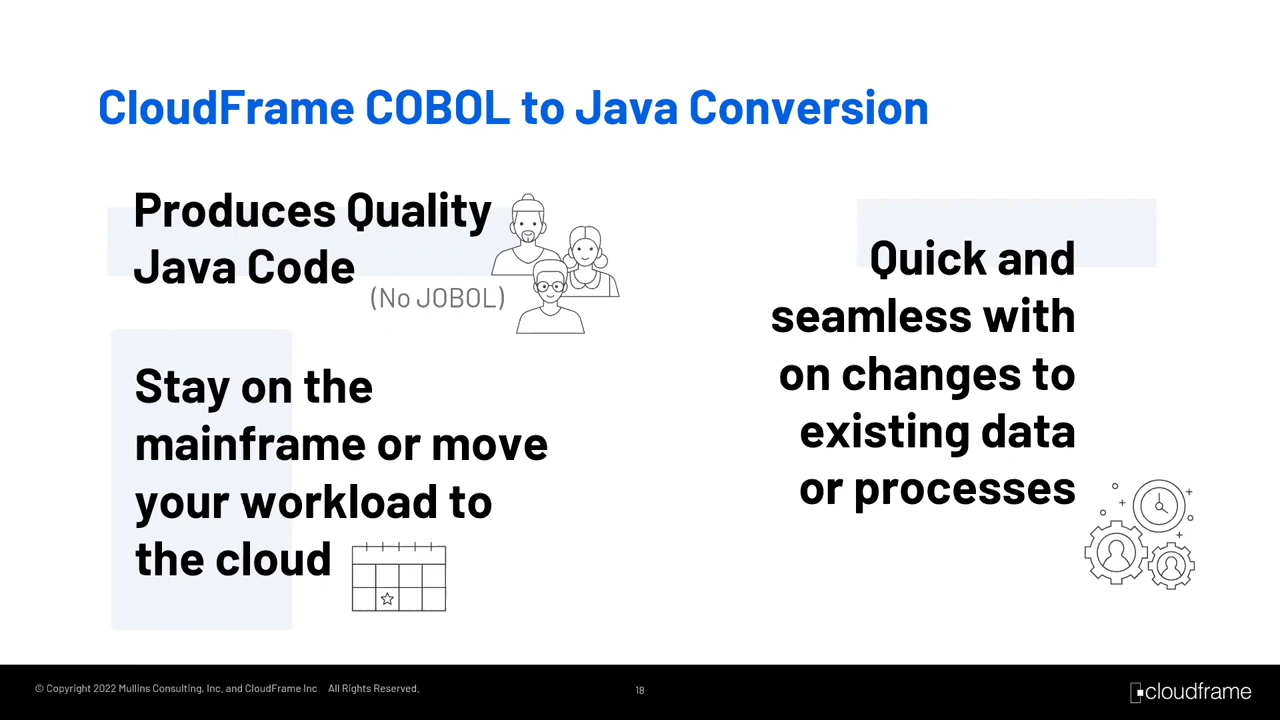 CloudFrame COBOL to Java Conversion
Produces Quality
Java Code
(No JOBOL)
Stay on the
mainframe or move
your workload to
the cloud
Quick and
seamless with
on changes to
existing data
or processes
© Copyright 2022 Mullins Consulting, Inc. and CloudFrame Inc All Rights Reserved.
18
cloudframe